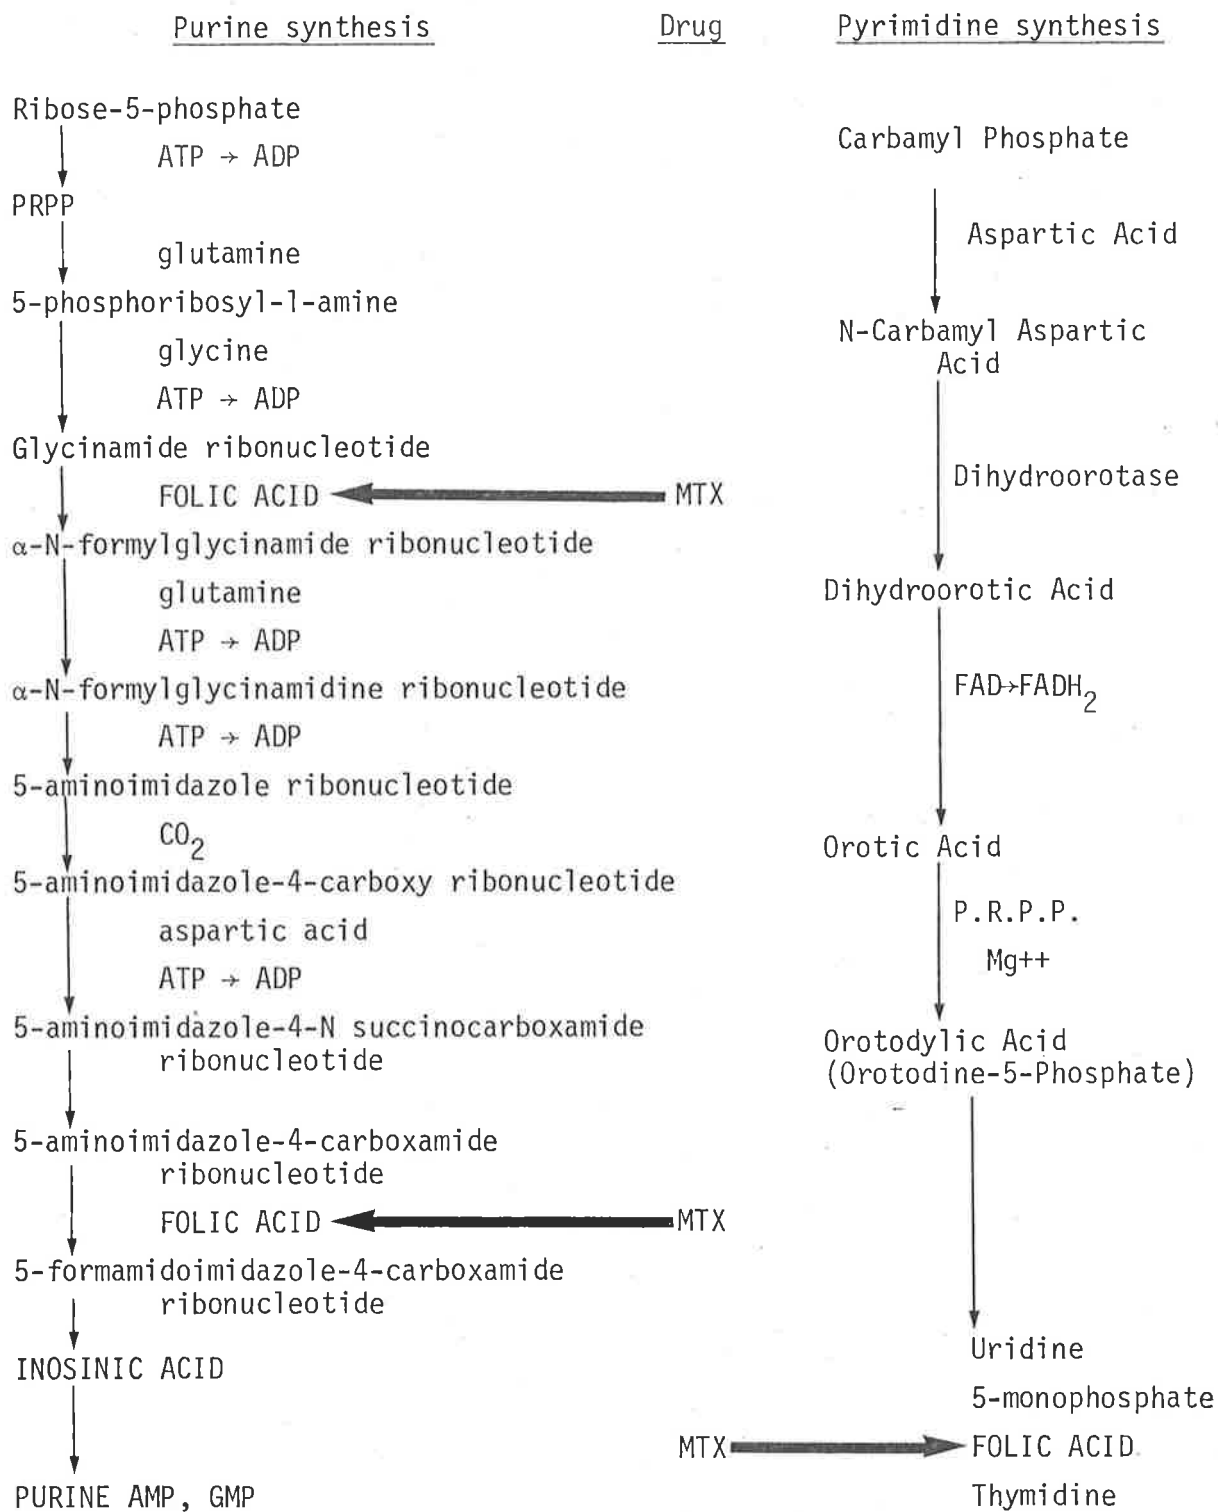 Purine synthesis
Drug
Pyrimidine synthesis
Ribose-5-phosphate
ATP → ADP
PRPP
glutamine
5-phosphoribosyl-1-amine
glycine
ATP → ADP
Glycinamide ribonucleotide
FOLIC ACID
MTX
α-N-formylglycinamide ribonucleotide
glutamine
ATP → ADP
α-N-formylglycinamidine ribonucleotide
ATP → ADP
5-aminoimidazole ribonucleotide
CO₂
5-aminoimidazole-4-carboxy ribonucleotide
aspartic acid
ATP → ADP
5-aminoimidazole-4-N succinocarboxamide
ribonucleotide
5-aminoimidazole-4-carboxamide
ribonucleotide
FOLIC ACID
MTX
5-formamidoimidazole-4-carboxamide
ribonucleotide
INOSINIC ACID
PURINE AMP, GMP
Carbamyl Phosphate
Aspartic Acid
N-Carbamyl Aspartic
Acid
Dihydroorotase
Dihydroorotic Acid
FAD→FADH₂
Orotic Acid
P.R.P.P.
Mg++
Orotodylic Acid
(Orotodine-5-Phosphate)
Uridine
5-monophosphate
MTX
FOLIC ACID
Thymidine